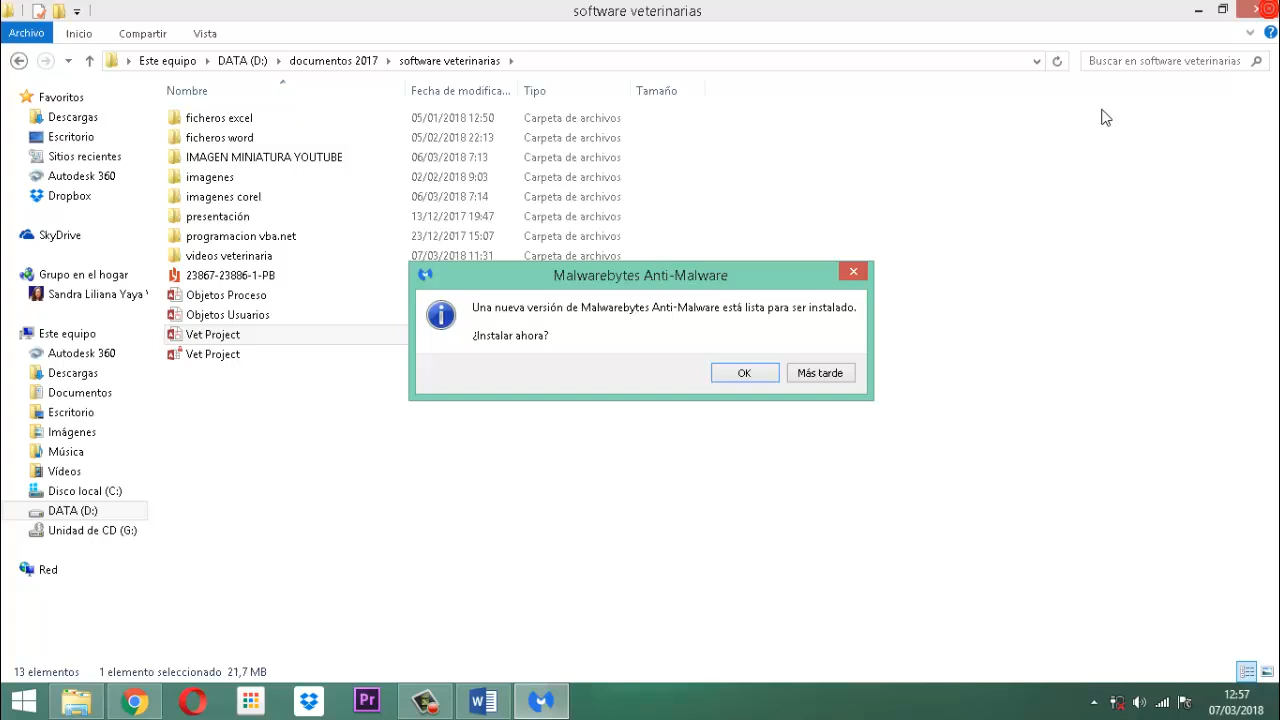 software veterinarias
Archivo Inicio Compartir Vista
Este equipo DATA (D:) documentos 2017 software veterinarias
Buscar en software veterinarias
Favoritos
Descargas
Escritorio
Sitios recientes
Autodesk 360
Dropbox
SkyDrive
Grupo en el hogar
Sandra Liliana Yaya
Este equipo
Autodesk 360
Descargas
Documentos
Escritorio
Imágenes
Música
Vídeos
Disco local (C:)
DATA (D:)
Unidad de CD (G:)
Red
Nombre Fecha de modifica... Tipo Tamaño
ficheros excel 05/01/2018 12:50 Carpeta de archivos
ficheros word 05/02/2018 22:13 Carpeta de archivos
IMAGEN MINIATURA YOUTUBE 06/03/2018 7:13 Carpeta de archivos
imagenes 02/02/2018 9:03 Carpeta de archivos
imagenes corel 06/03/2018 7:14 Carpeta de archivos
presentación 13/12/2017 19:47 Carpeta de archivos
programacion vba.net 23/12/2017 15:07 Carpeta de archivos
videos veterinaria 07/03/2018 11:31 Carpeta de archivos
23867-23886-1-PB
Objetos Proceso
Objetos Usuarios
Vet Project
Vet Project
Malwarebytes Anti-Malware
Una nueva versión de Malwarebytes Anti-Malware está lista para ser instalado.
¿Instalar ahora?
OK Más tarde
13 elementos 1 elemento seleccionado 21,7 MB
Pr
12:57
07/03/2018